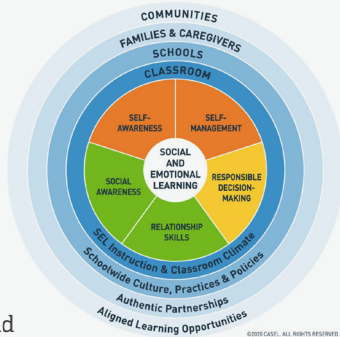 COMMUNITIES
FAMILIES & CAREGIVERS
SCHOOLS
CLASSROOM
SELF-
AWARENESS
SELF-
MANAGEMENT
SOCIAL
AND
EMOTIONAL
LEARNING
SOCIAL
AWARENESS
RESPONSIBLE
DECISION-
MAKING
RELATIONSHIP
SKILLS
SEL Instruction & Classroom Climate
Schoolwide Culture, Practices & Policies
Authentic Partnerships
Aligned Learning Opportunities
©2020 CASEL. ALL RIGHTS RESERVED